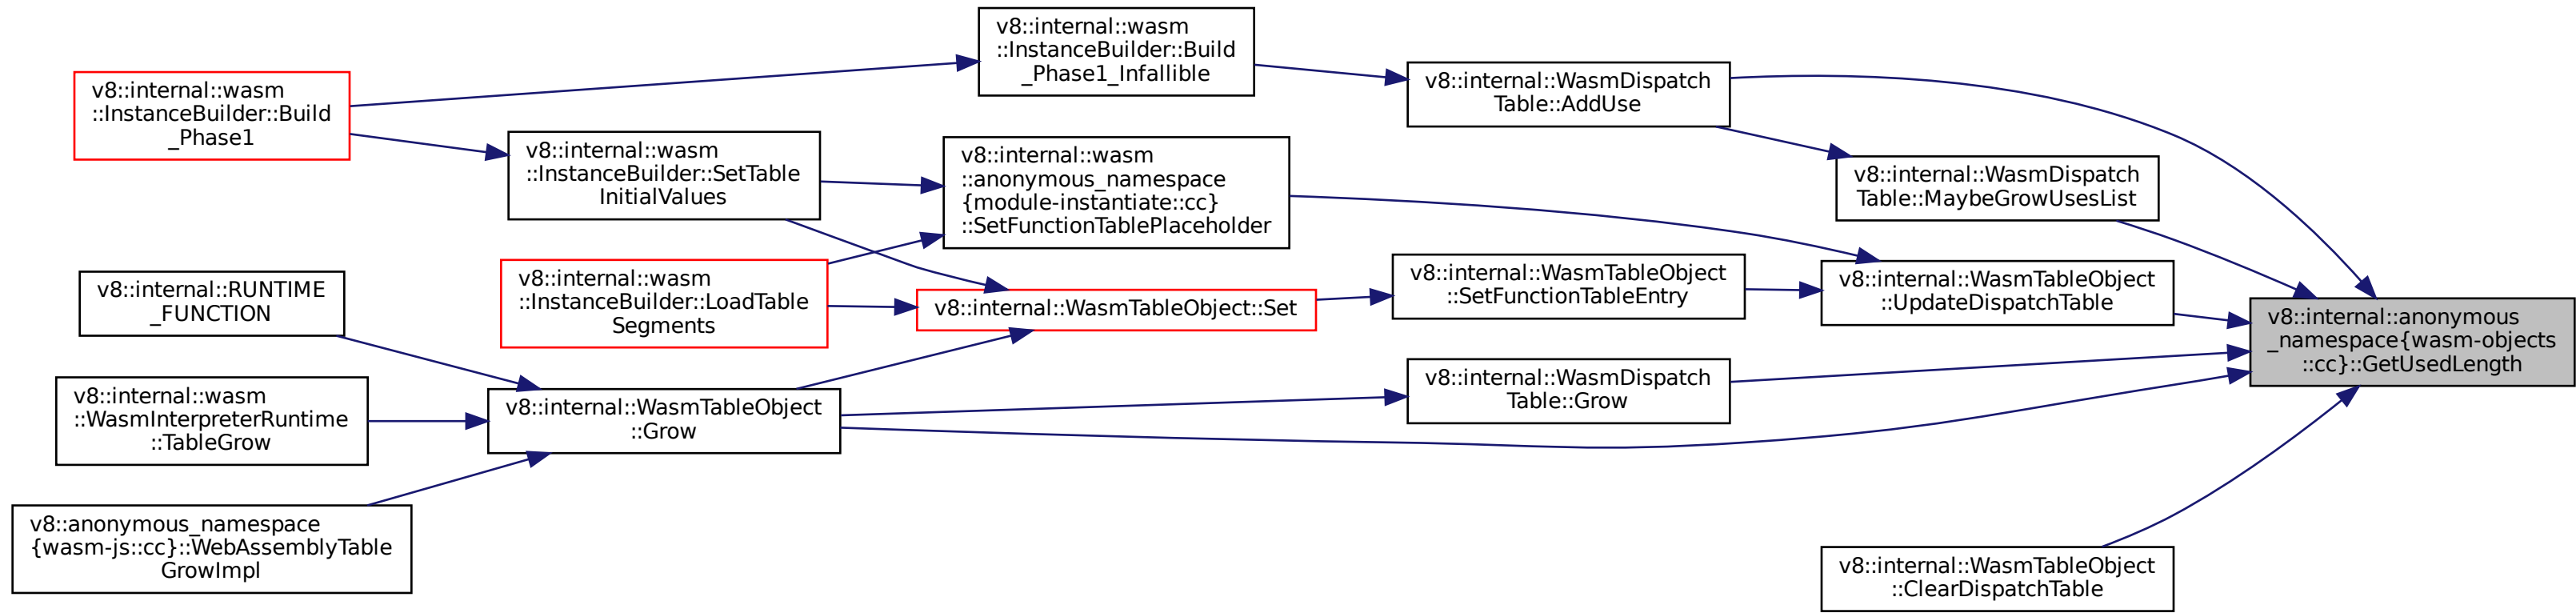 v8::internal::wasm
::InstanceBuilder::Build
_Phase1_Infallible
v8::internal::WasmDispatch
Table::AddUse
v8::internal::wasm
::InstanceBuilder::Build
_Phase1
v8::internal::wasm
::InstanceBuilder::SetTable
InitialValues
v8::internal::wasm
::anonymous_namespace
{module-instantiate::cc}
::SetFunctionTablePlaceholder
v8::internal::WasmDispatch
Table::MaybeGrowUsesList
v8::internal::RUNTIME
_FUNCTION
v8::internal::wasm
::InstanceBuilder::LoadTable
Segments
v8::internal::WasmTableObject::Set
v8::internal::WasmTableObject
::SetFunctionTableEntry
v8::internal::WasmTableObject
::UpdateDispatchTable
v8::internal::anonymous
_namespace{wasm-objects
::cc}::GetUsedLength
v8::internal::wasm
::WasmInterpreterRuntime
::TableGrow
v8::internal::WasmTableObject
::Grow
v8::internal::WasmDispatch
Table::Grow
v8::anonymous_namespace
{wasm-js::cc}::WebAssemblyTable
GrowImpl
v8::internal::WasmTableObject
::ClearDispatchTable